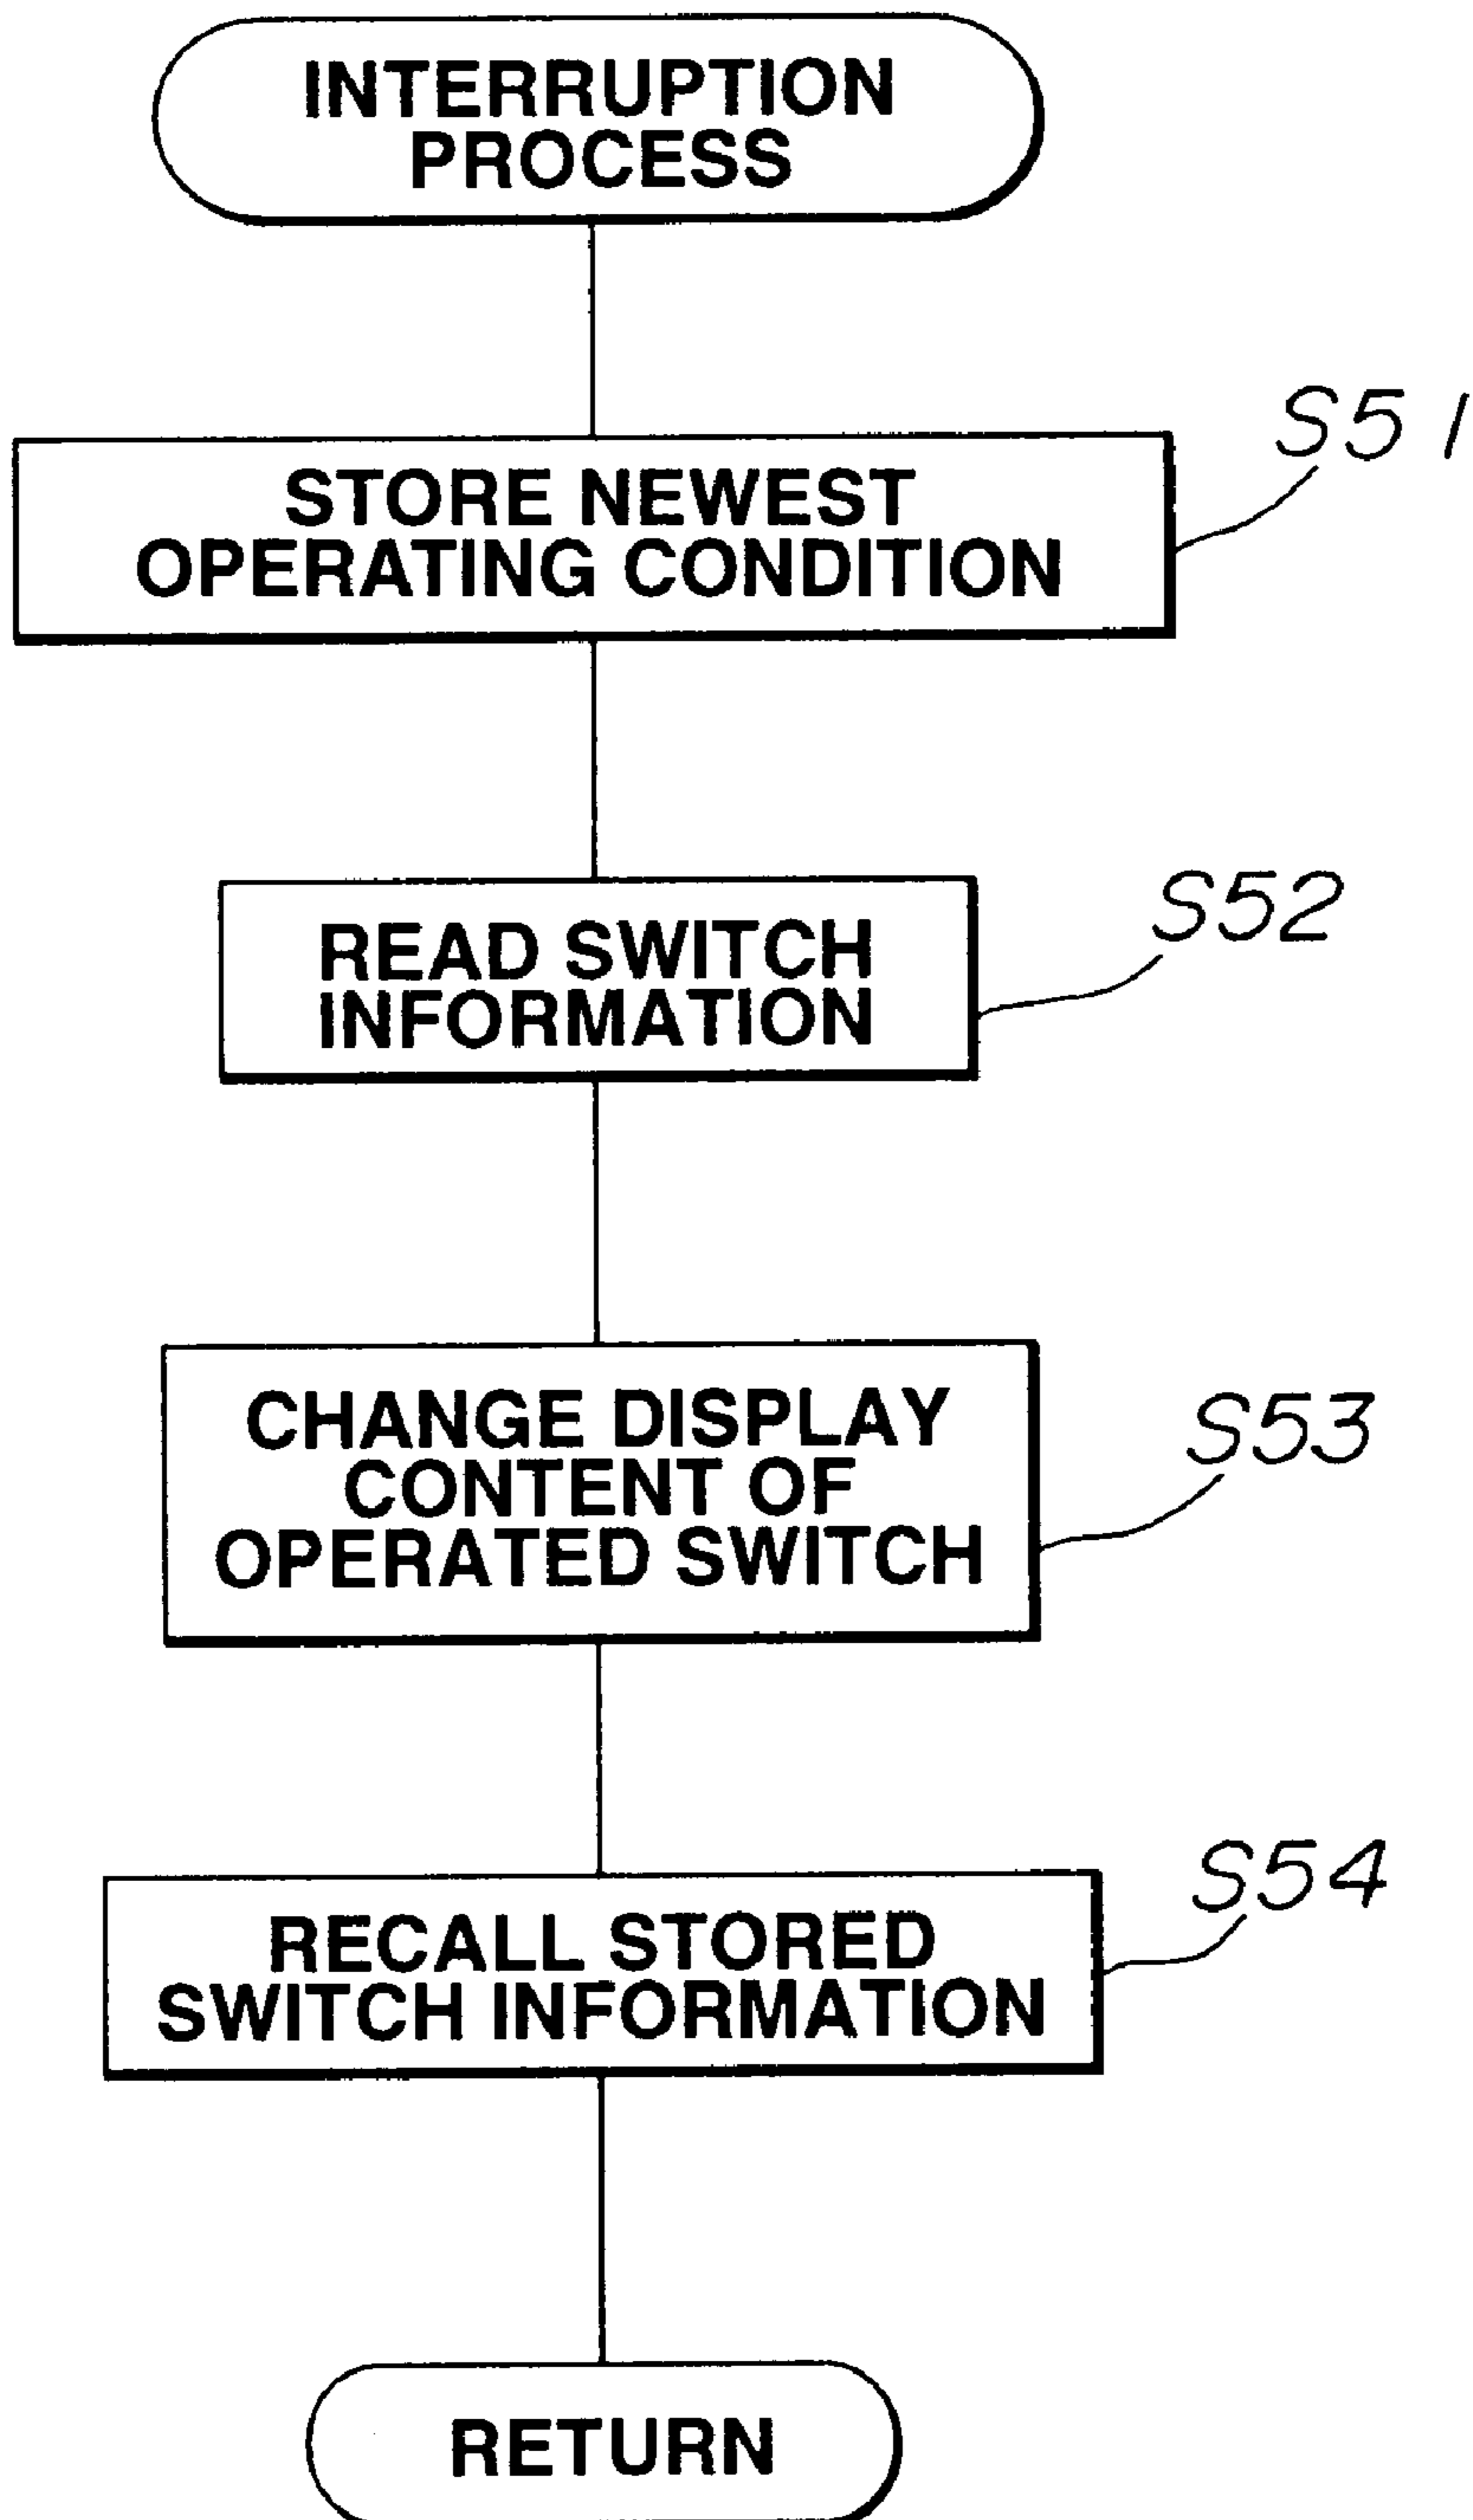 INTERRUPTION
PROCESS
S51
STORE NEWEST
OPERATING CONDITION
S52
READ SWITCH
INFORMATION
S53
CHANGE DISPLAY
CONTENT OF
OPERATED SWITCH
S54
RECALL STORED
SWITCH INFORMATION
RETURN